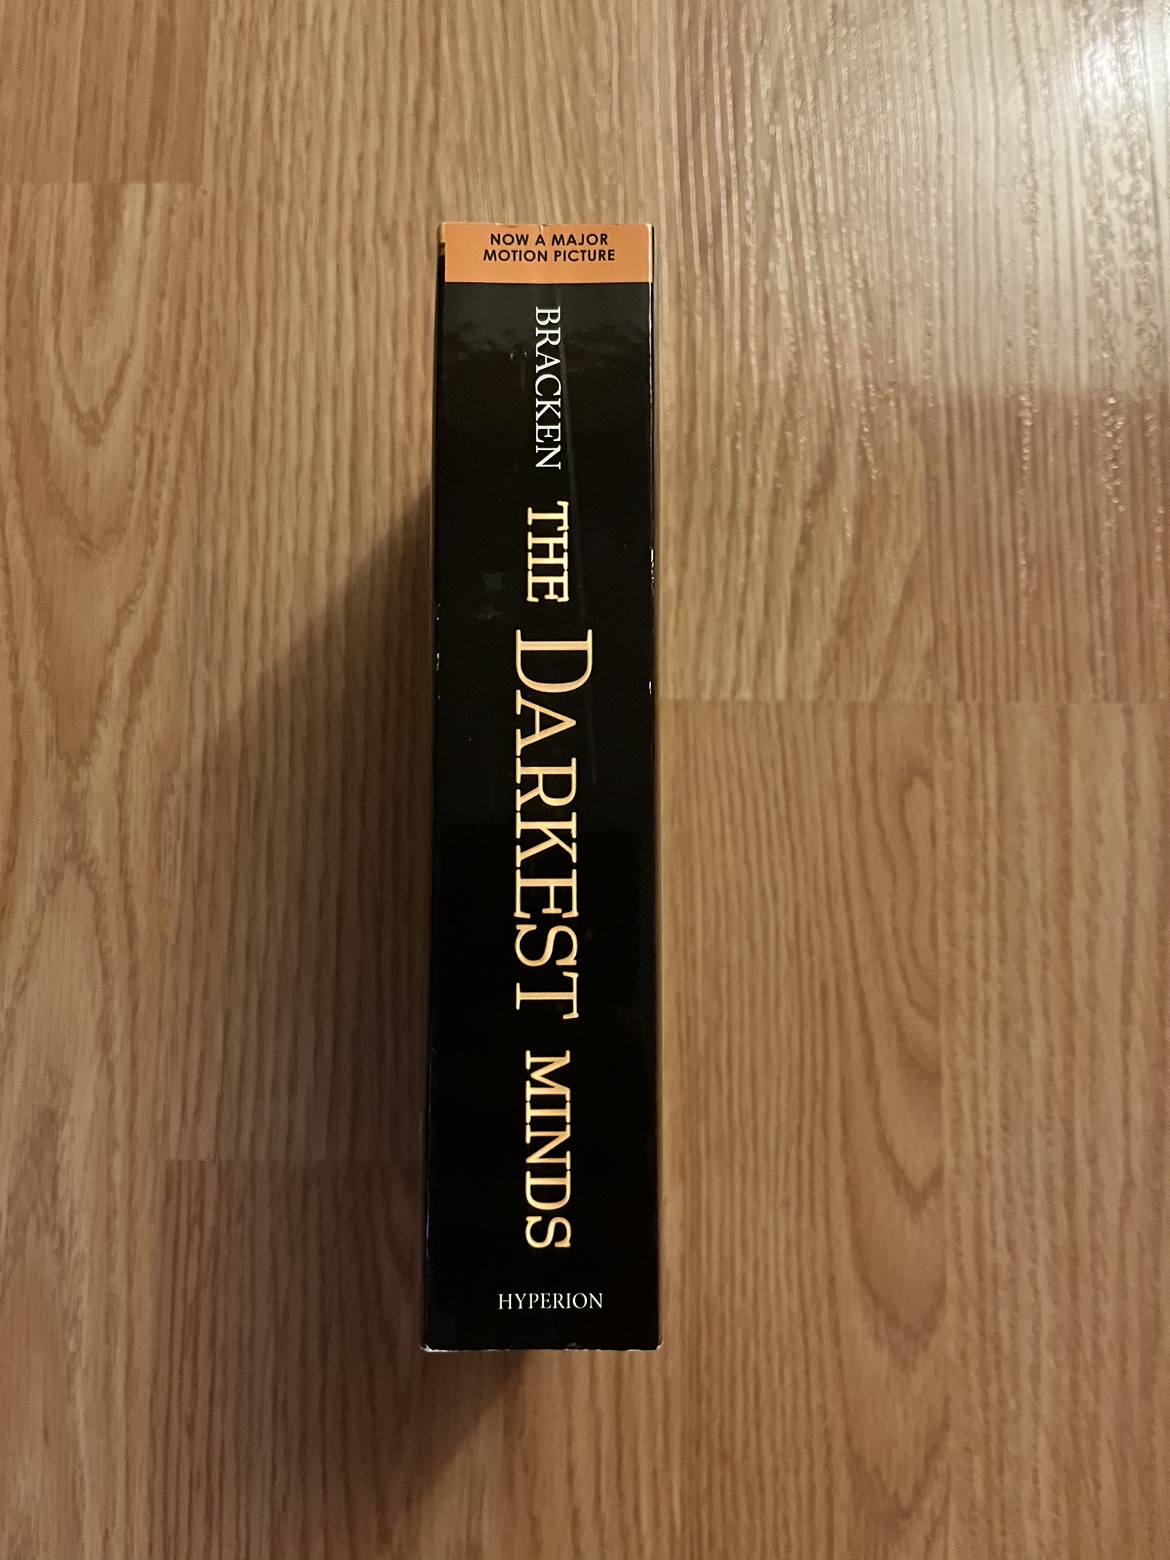 NOW A MAJOR
MOTION PICTURE
BRACKEN
THE DARKEST MINDS
HYPERION